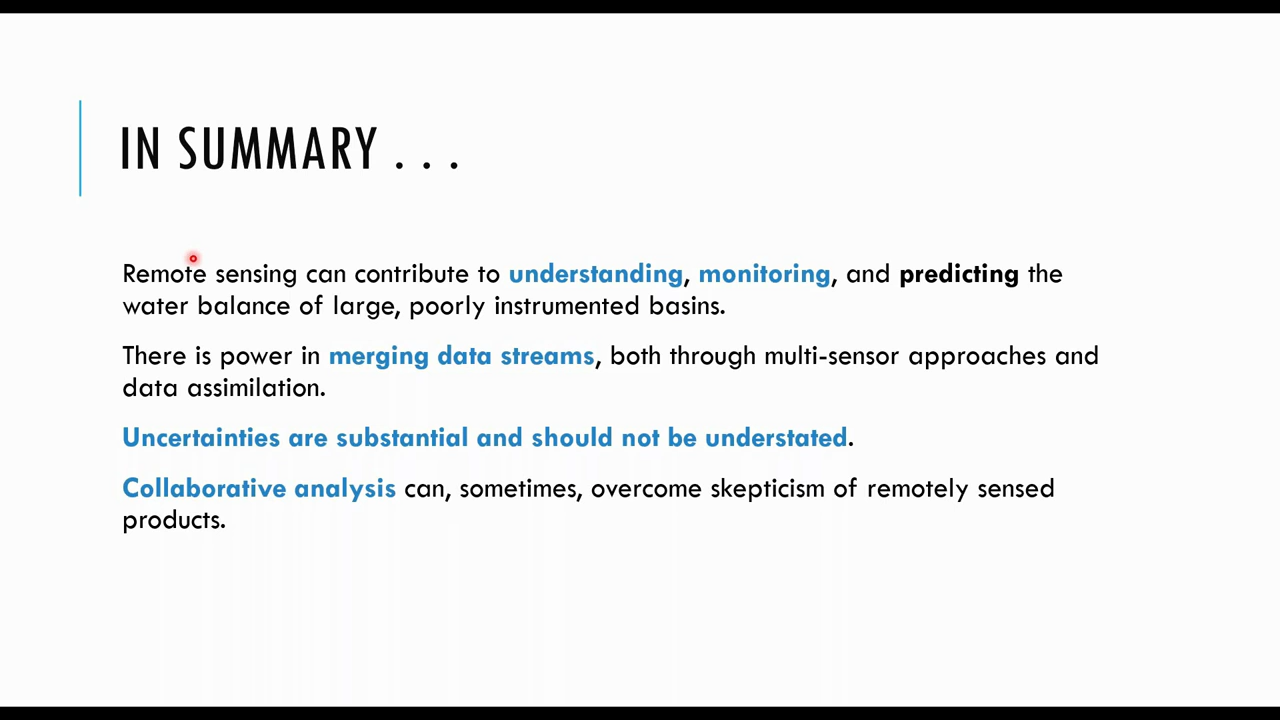 IN SUMMARY . . .
Remote sensing can contribute to understanding, monitoring, and predicting the
water balance of large, poorly instrumented basins.
There is power in merging data streams, both through multi-sensor approaches and
data assimilation.
Uncertainties are substantial and should not be understated.
Collaborative analysis can, sometimes, overcome skepticism of remotely sensed
products.